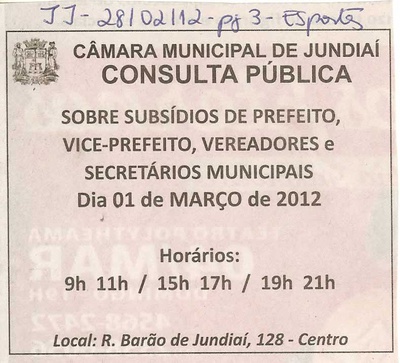 JJ - 28/02/12 - pg 3 - Esportes
CÂMARA MUNICIPAL DE JUNDIAÍ
CONSULTA PÚBLICA
SOBRE SUBSÍDIOS DE PREFEITO,
VICE-PREFEITO, VEREADORES e
SECRETÁRIOS MUNICIPAIS
Dia 01 de MARÇO de 2012
Horários:
9h 11h / 15h 17h / 19h 21h
Local: R. Barão de Jundiaí, 128 - Centro